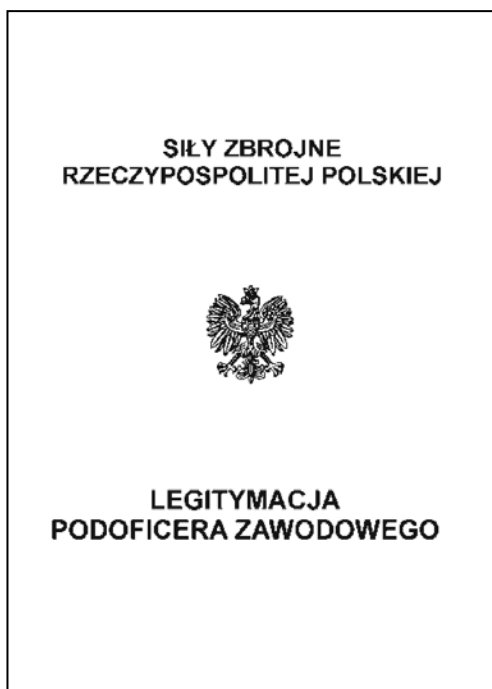 SIŁY ZBROJNE
RZECZYPOSPOLITEJ POLSKIEJ
LEGITYMACJA
PODOFICERA ZAWODOWEGO